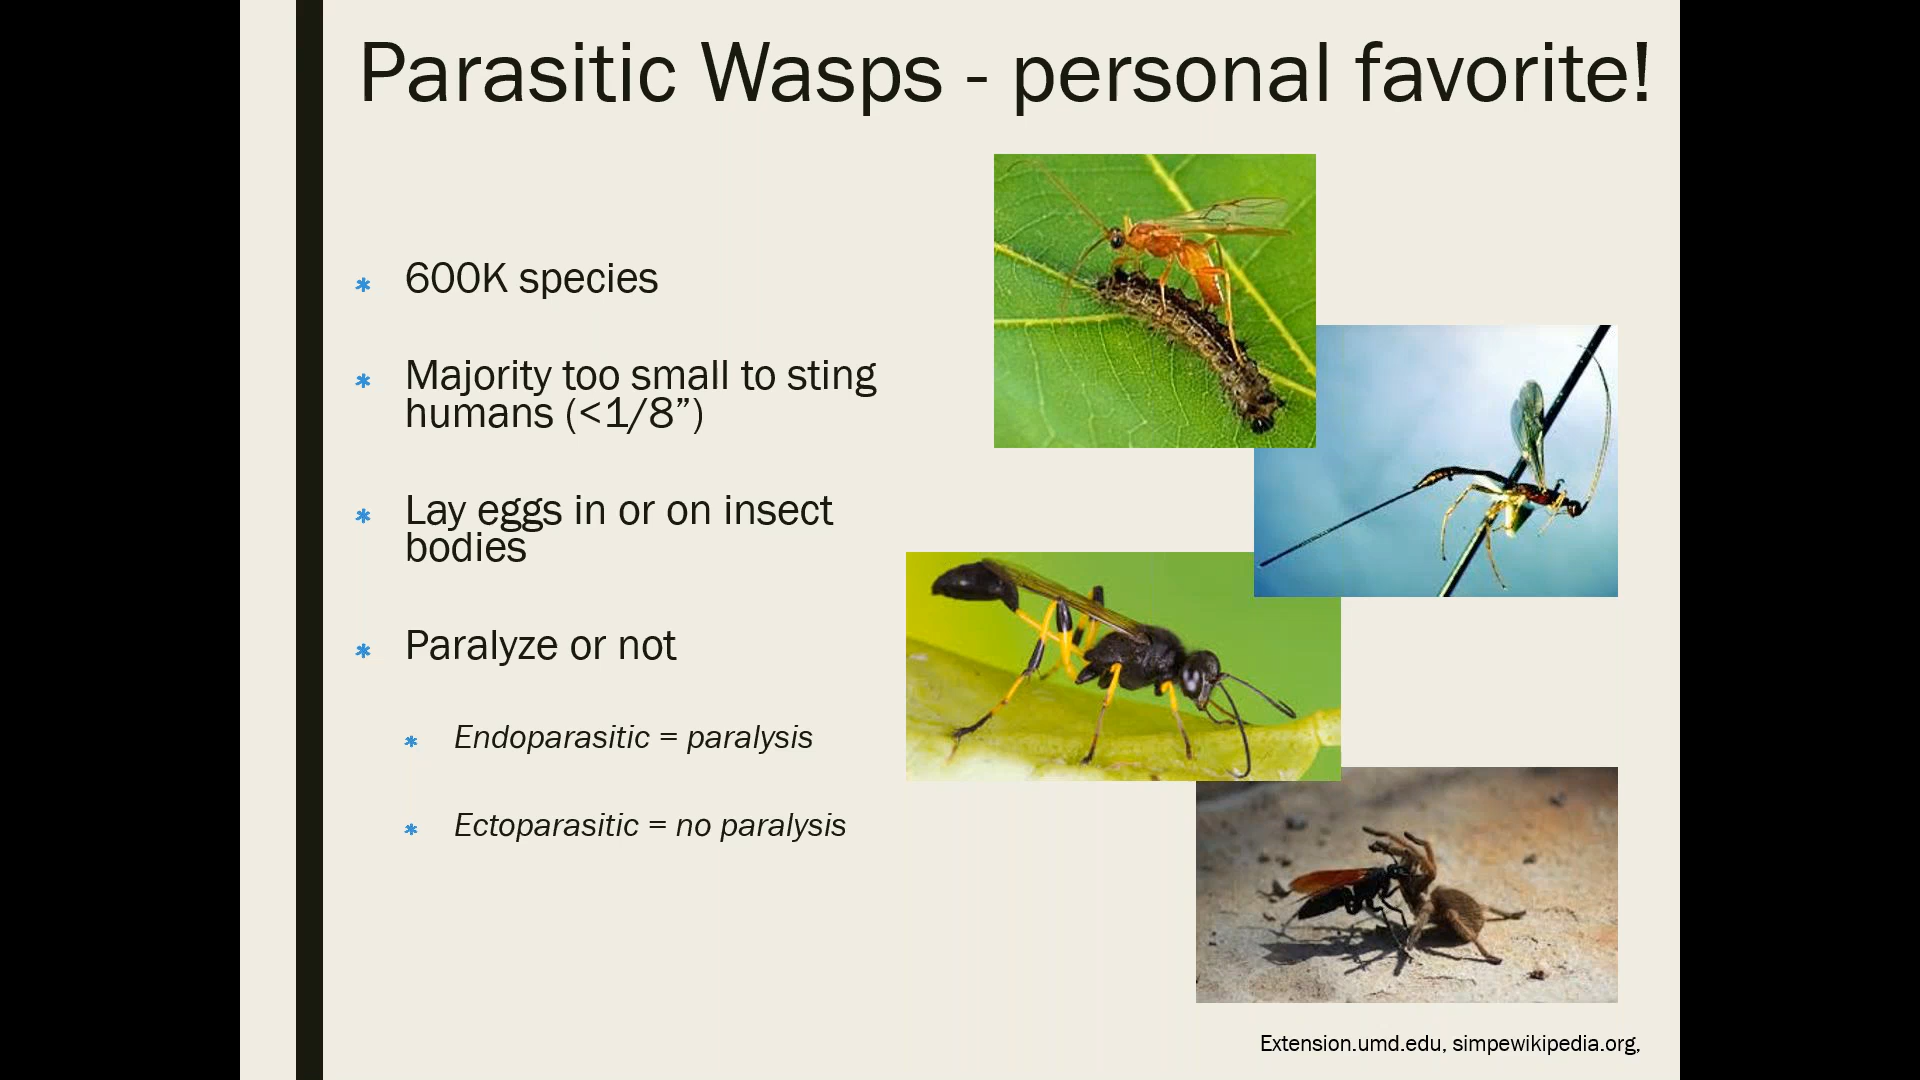 Parasitic Wasps - personal favorite!
* 600K species
* Majority too small to sting
humans (<1/8”)
* Lay eggs in or on insect
bodies
* Paralyze or not
* Endoparasitic = paralysis
* Ectoparasitic = no paralysis
Extension.umd.edu, simpewikipedia.org,